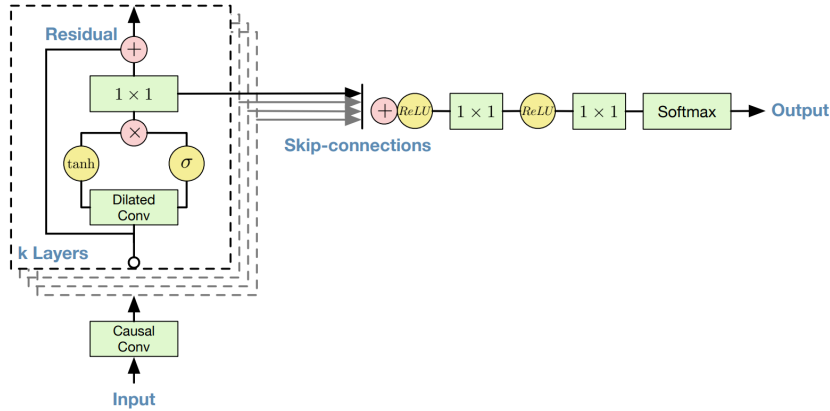 Residual
+
1 × 1
×
tanh
σ
Dilated
Conv
k Layers
Causal
Conv
Input
Skip-connections
+
ReLU
1 × 1
ReLU
1 × 1
Softmax
Output